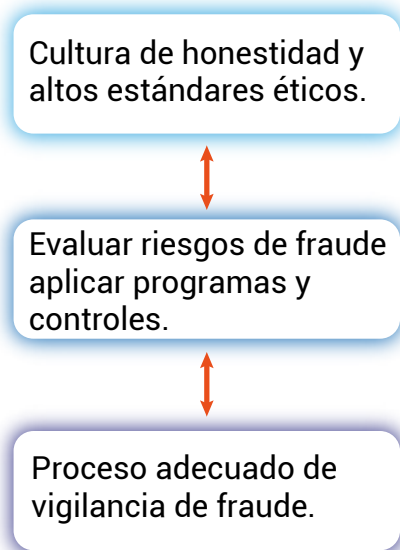 Cultura de honestidad y
altos estándares éticos.
Evaluar riesgos de fraude
aplicar programas y
controles.
Proceso adecuado de
vigilancia de fraude.